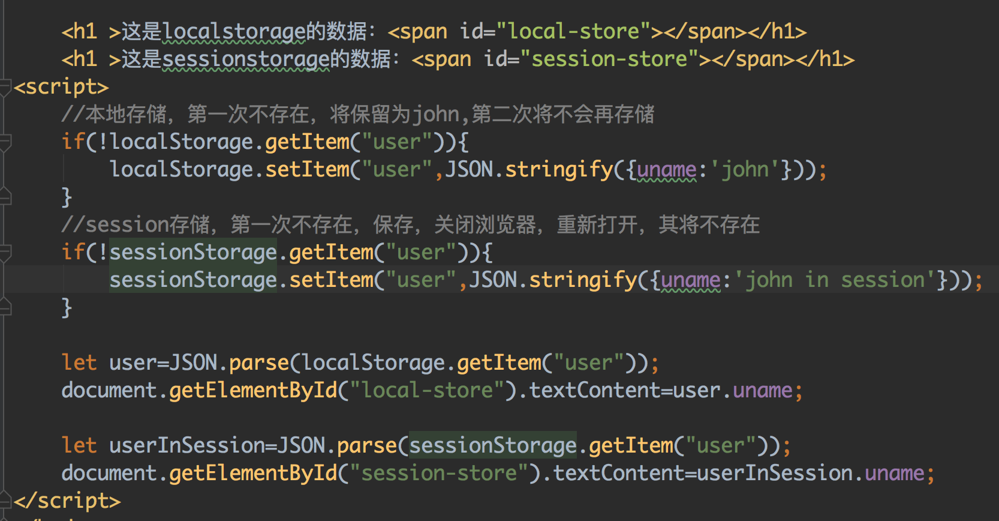 <h1 >这是localstorage的数据：<span id="local-store"></span></h1>
<h1 >这是sessionstorage的数据：<span id="session-store"></span></h1>
<script>
//本地存储，第一次不存在，将保留为john,第二次将不会再存储
if(!localStorage.getItem("user")){
localStorage.setItem("user",JSON.stringify({uname:'john'}));
}
//session存储，第一次不存在，保存，关闭浏览器，重新打开，其将不存在
if(!sessionStorage.getItem("user")){
sessionStorage.setItem("user",JSON.stringify({uname:'john in session'}));
}
let user=JSON.parse(localStorage.getItem("user"));
document.getElementById("local-store").textContent=user.uname;
let userInSession=JSON.parse(sessionStorage.getItem("user"));
document.getElementById("session-store").textContent=userInSession.uname;
</script>